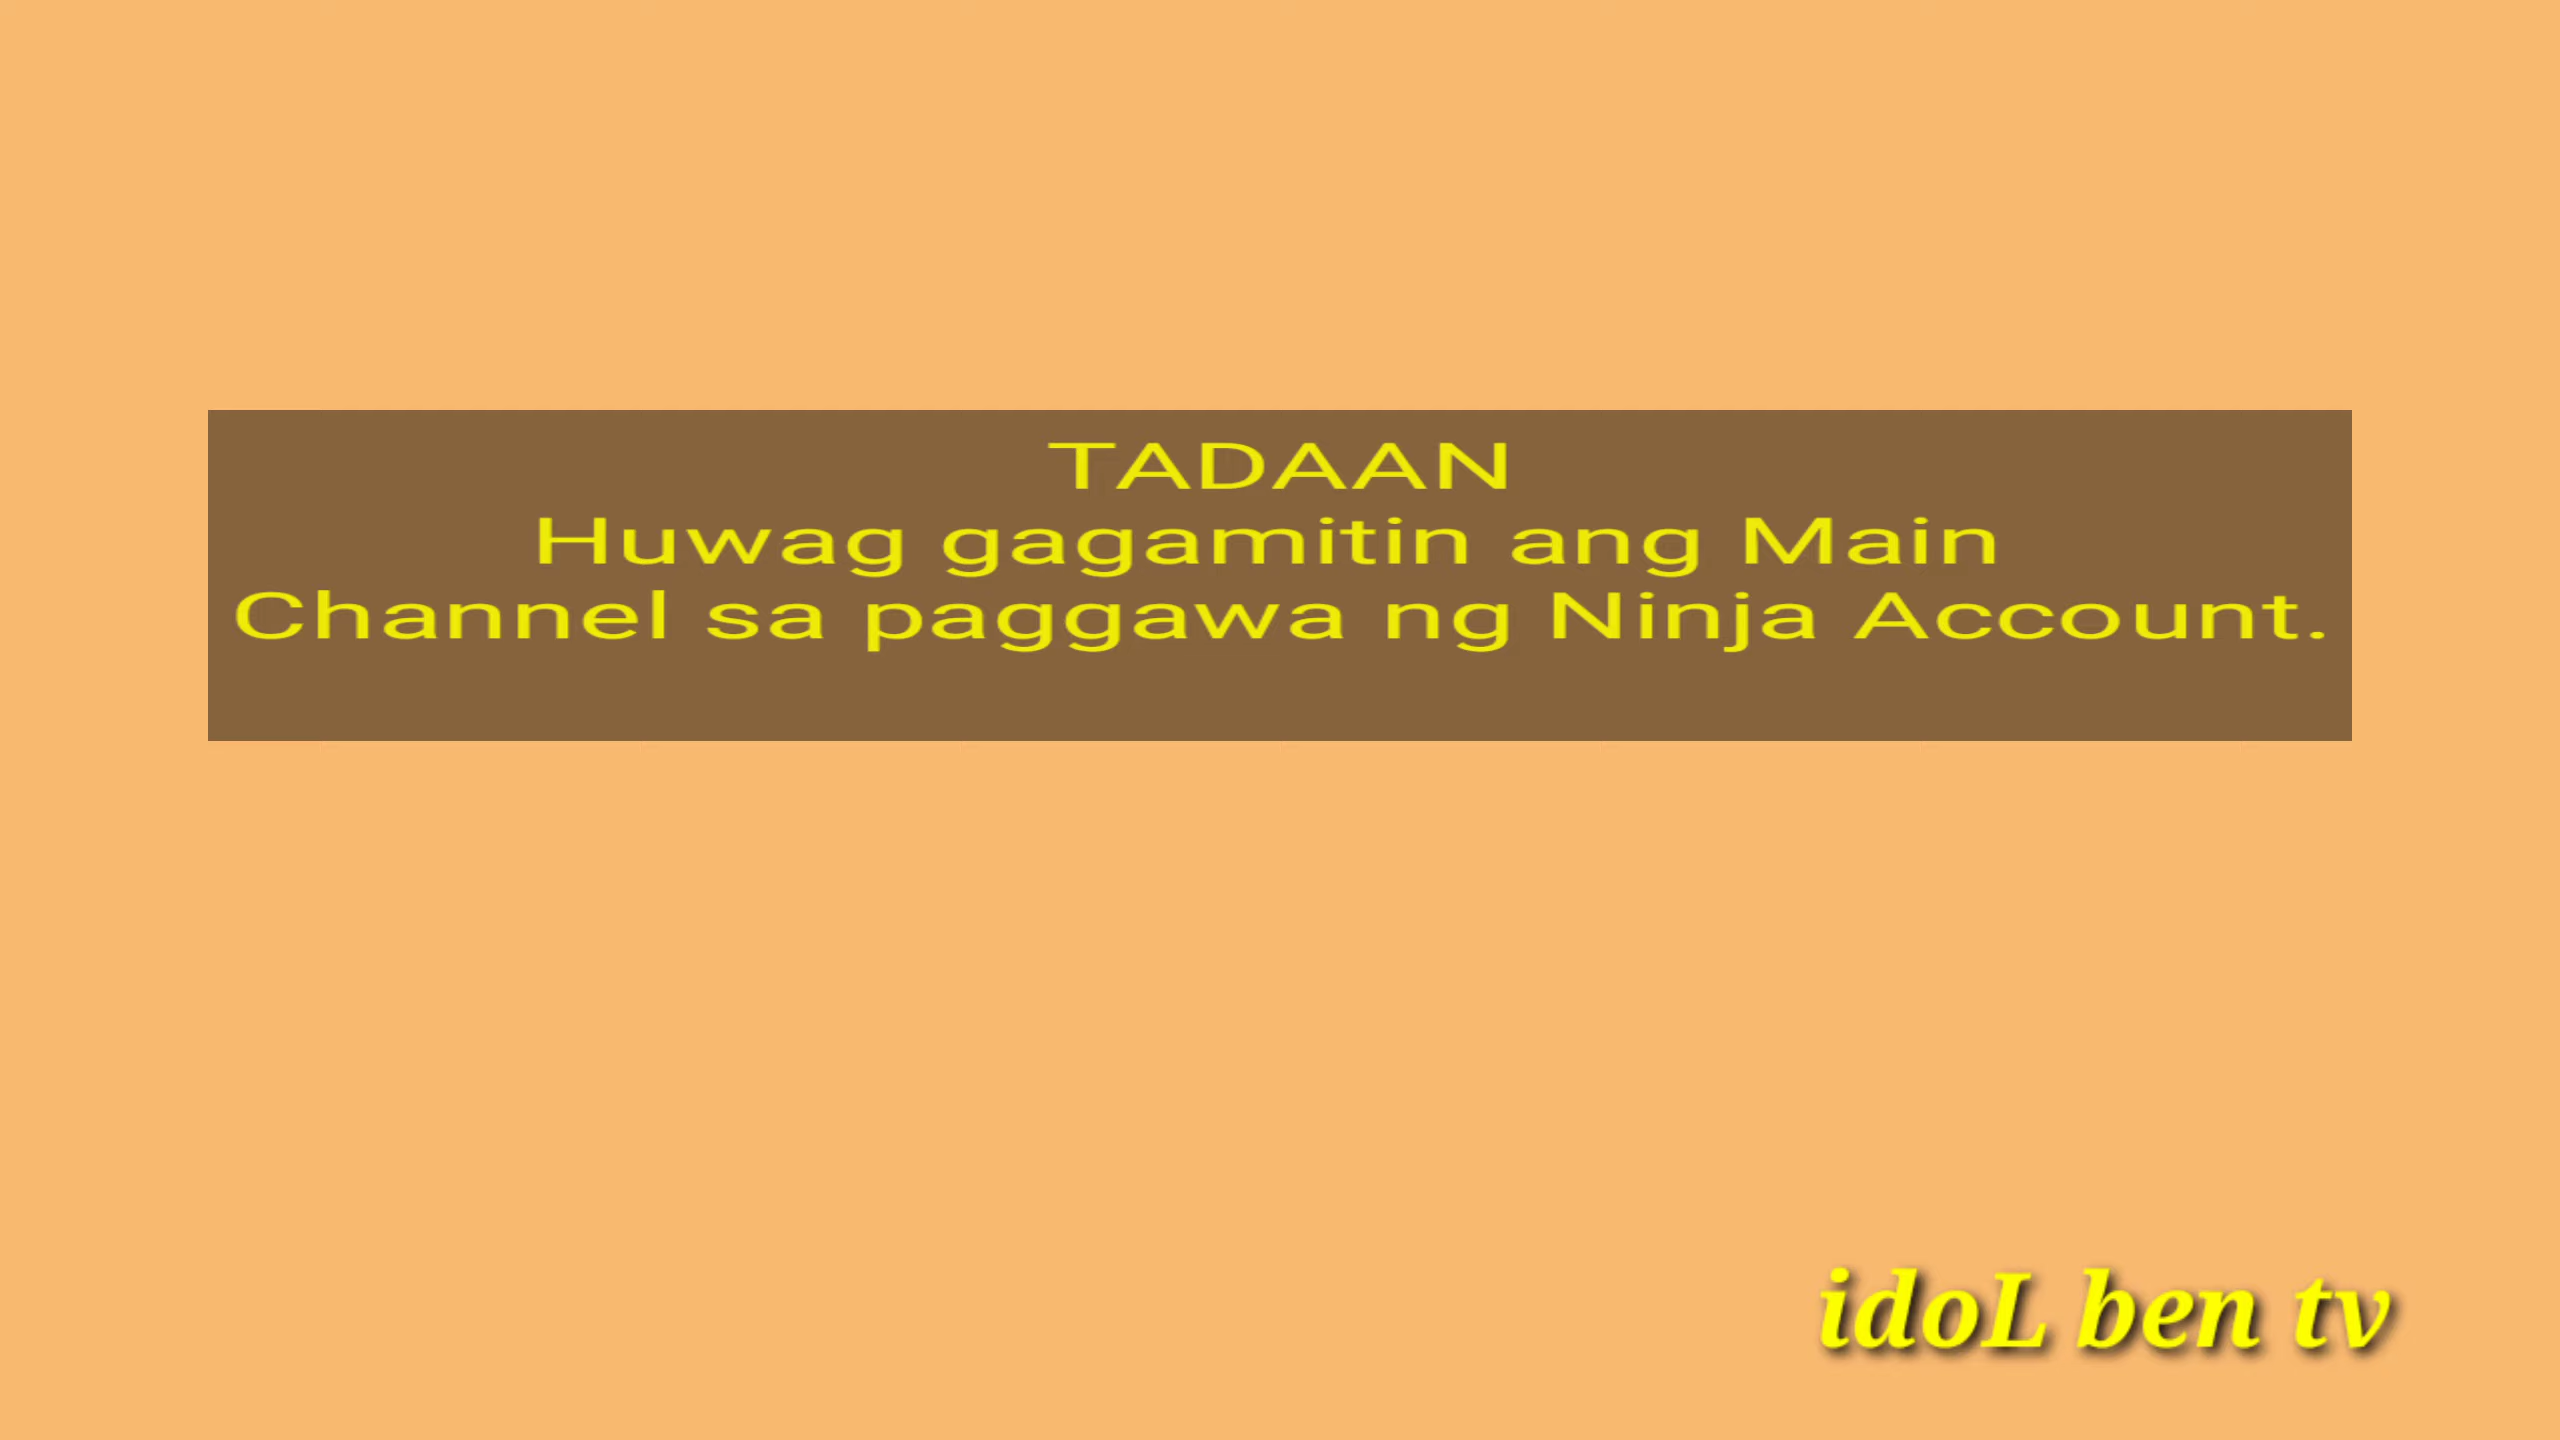 TADAAN
Huwag gagamitin ang Main
Channel sa paggawa ng Ninja Account.
idoL ben tv